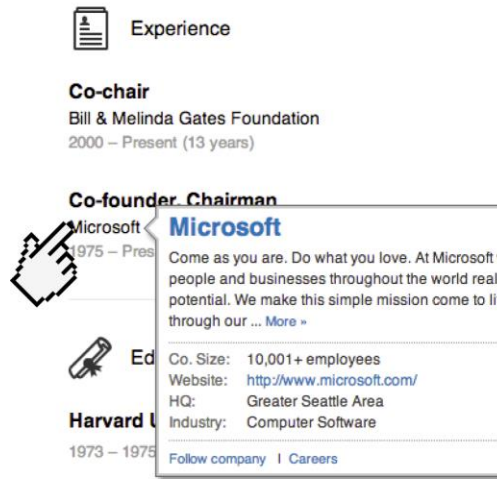 Experience
Co-chair
Bill & Melinda Gates Foundation
2000 – Present (13 years)
Co-founder, Chairman
Microsoft
1975 – Pres
Microsoft
Come as you are. Do what you love. At Microsoft
people and businesses throughout the world real
potential. We make this simple mission come to li
through our ... More »
Co. Size: 10,001+ employees
Website: http://www.microsoft.com/
HQ: Greater Seattle Area
Industry: Computer Software
Follow company | Careers
Ed
Harvard
1973 – 1975